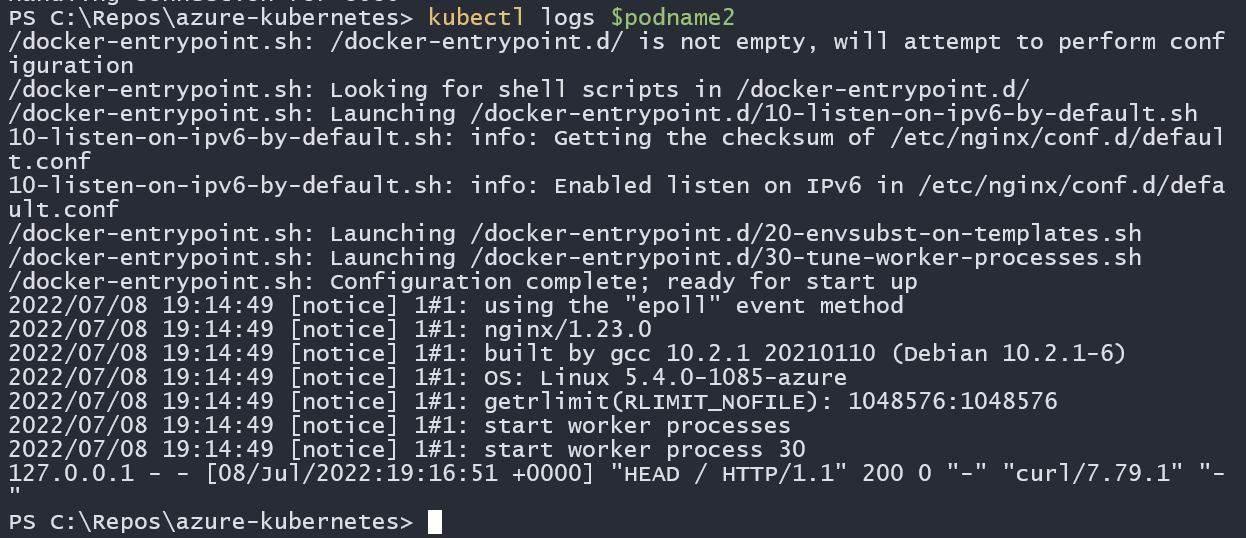 PS C:\Repos\azure-kubernetes> kubectl logs $podname2
/docker-entrypoint.sh: /docker-entrypoint.d/ is not empty, will attempt to perform conf
iguration
/docker-entrypoint.sh: Looking for shell scripts in /docker-entrypoint.d/
/docker-entrypoint.sh: Launching /docker-entrypoint.d/10-listen-on-ipv6-by-default.sh
10-listen-on-ipv6-by-default.sh: info: Getting the checksum of /etc/nginx/conf.d/defaul
t.conf
10-listen-on-ipv6-by-default.sh: info: Enabled listen on IPv6 in /etc/nginx/conf.d/defa
ult.conf
/docker-entrypoint.sh: Launching /docker-entrypoint.d/20-envsubst-on-templates.sh
/docker-entrypoint.sh: Launching /docker-entrypoint.d/30-tune-worker-processes.sh
/docker-entrypoint.sh: Configuration complete; ready for start up
2022/07/08 19:14:49 [notice] 1#1: using the "epoll" event method
2022/07/08 19:14:49 [notice] 1#1: nginx/1.23.0
2022/07/08 19:14:49 [notice] 1#1: built by gcc 10.2.1 20210110 (Debian 10.2.1-6)
2022/07/08 19:14:49 [notice] 1#1: OS: Linux 5.4.0-1085-azure
2022/07/08 19:14:49 [notice] 1#1: getrlimit(RLIMIT_NOFILE): 1048576:1048576
2022/07/08 19:14:49 [notice] 1#1: start worker processes
2022/07/08 19:14:49 [notice] 1#1: start worker process 30
127.0.0.1 - - [08/Jul/2022:19:16:51 +0000] "HEAD / HTTP/1.1" 200 0 "-" "curl/7.79.1" "-
"
PS C:\Repos\azure-kubernetes>